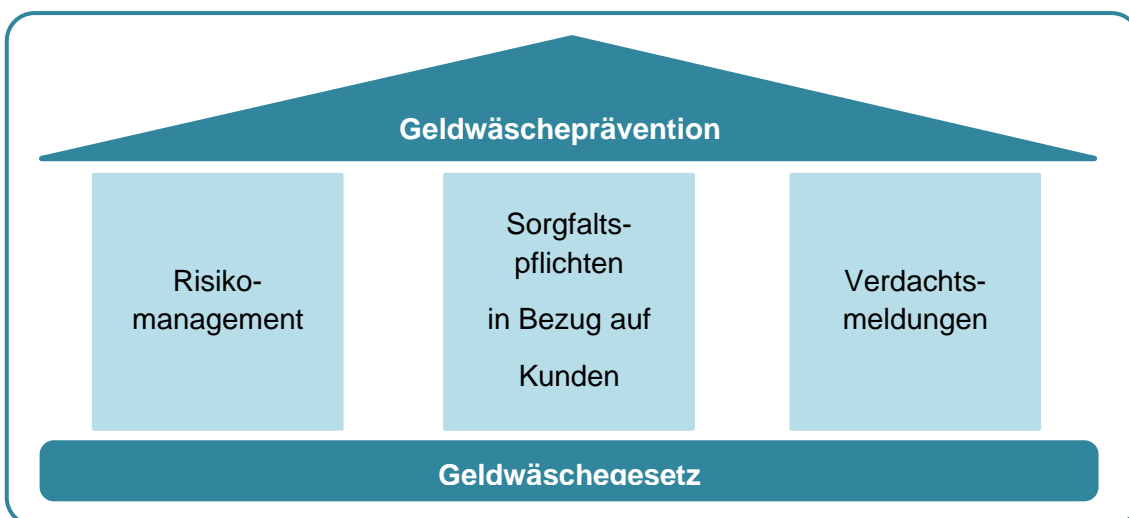 Geldwäscheprävention
Risiko-
management
Sorgfalts-
pflichten
in Bezug auf
Kunden
Verdachts-
meldungen
Geldwäschegesetz